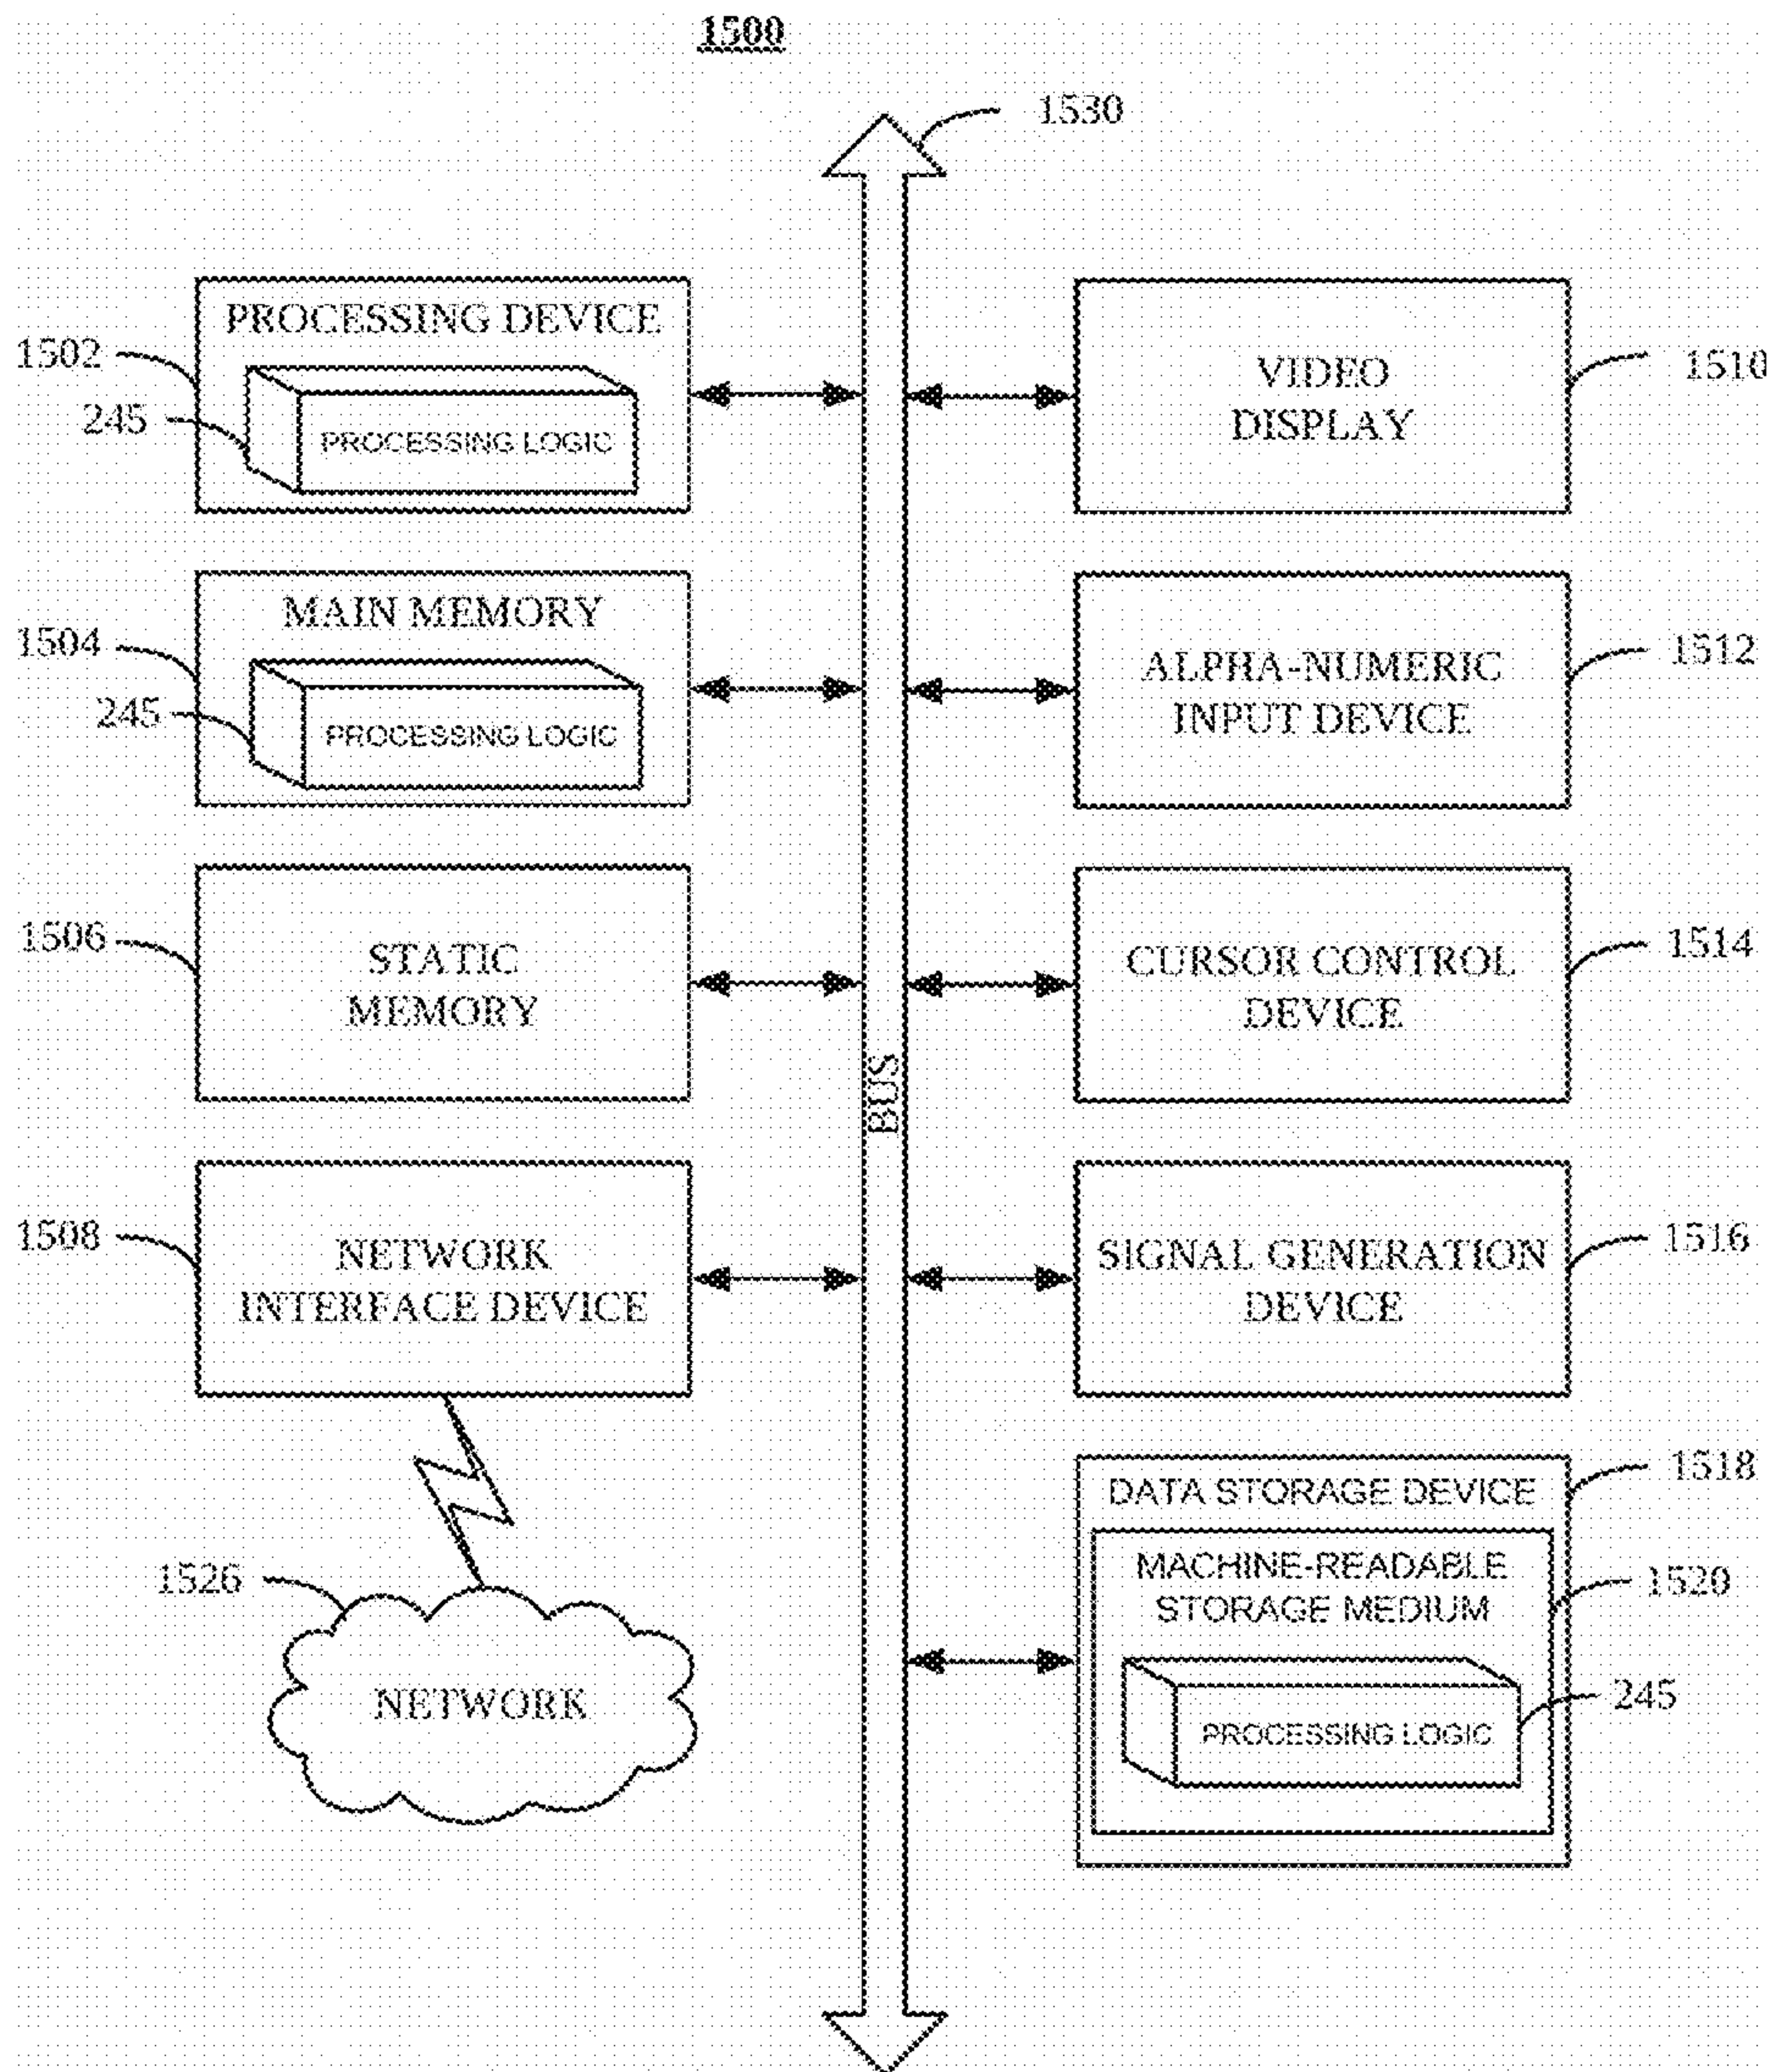 1500
1530
PROCESSING DEVICE
1502
245
PROCESSING LOGIC
VIDEO
DISPLAY
1510
MAIN MEMORY
1504
245
PROCESSING LOGIC
ALPHA-NUMERIC
INPUT DEVICE
1512
1506
STATIC
MEMORY
CURSOR CONTROL
DEVICE
1514
BUS
1508
NETWORK
INTERFACE DEVICE
SIGNAL GENERATION
DEVICE
1516
DATA STORAGE DEVICE
1518
MACHINE-READABLE
STORAGE MEDIUM
1520
PROCESSING LOGIC
245
1526
NETWORK